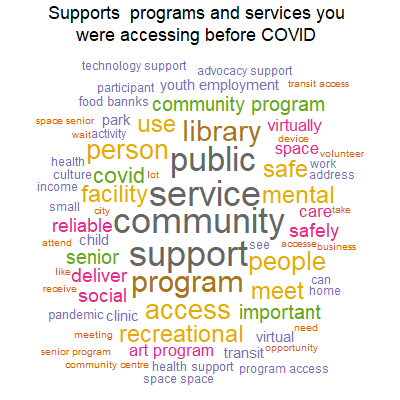 Supports programs and services you
were accessing before COVID
technology support
advocacy support
participant
youth employment
transit access
food bannks
community program
space senior
park
use
library
virtually
wait
activity
device
person
public
space
volunteer
health
safe
work
culture
covid
lot
address
income
facility
service
mental
small
city
community
care
take
reliable
safely
attend
child
support
see
accesse
business
senior
people
like
deliver
program
can
receive
social
meet
home
pandemic
clinic
access
important
meeting
recreational
virtual
need
senior program
art program
transit
opportunity
community centre
health support
program access
space space